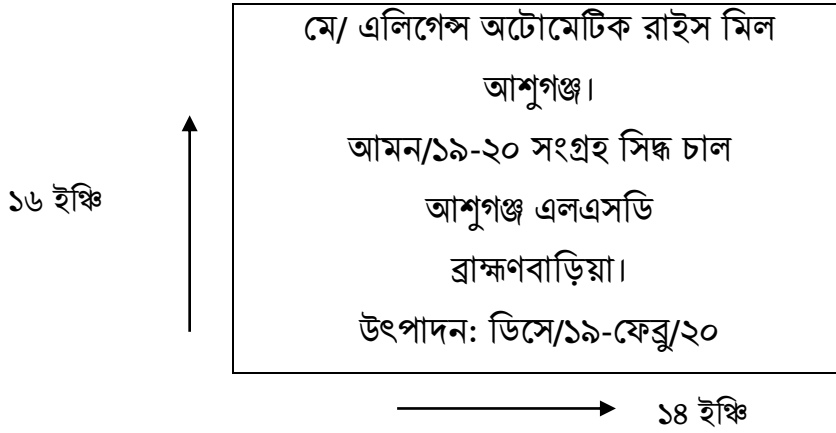 মে/ এলিগেন্স অটোমেটিক রাইস মিল
আশুগঞ্জ।
আমন/১৯-২০ সংগ্রহ সিদ্ধ চাল
১৬ ইঞ্চি
আশুগঞ্জ এলএসডি
ব্রাহ্মণবাড়িয়া।
উৎপাদন: ডিসে/১৯-ফেব্রু/২০
১৪ ইঞ্চি